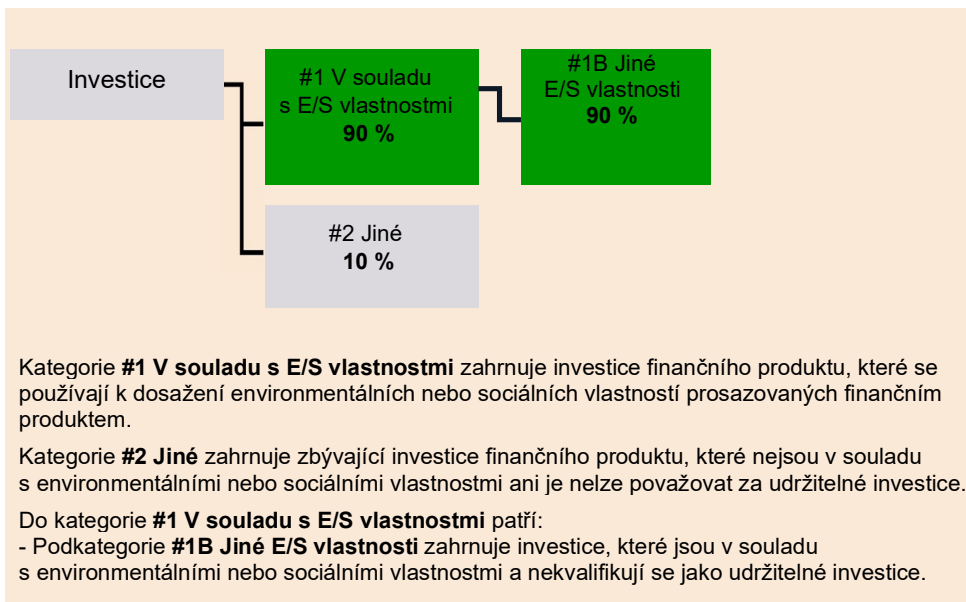 Investice
#1 V souladu
s E/S vlastnostmi
90 %
#1B Jiné
E/S vlastnosti
90 %
#2 Jiné
10 %
Kategorie #1 V souladu s E/S vlastnostmi zahrnuje investice finančního produktu, které se
používají k dosažení environmentálních nebo sociálních vlastností prosazovaných finančním
produktem.
Kategorie #2 Jiné zahrnuje zbývající investice finančního produktu, které nejsou v souladu
s environmentálními nebo sociálními vlastnostmi ani je nelze považovat za udržitelné investice.
Do kategorie #1 V souladu s E/S vlastnostmi patří:
- Podkategorie #1B Jiné E/S vlastnosti zahrnuje investice, které jsou v souladu
s environmentálními nebo sociálními vlastnostmi a nekvalifikují se jako udržitelné investice.